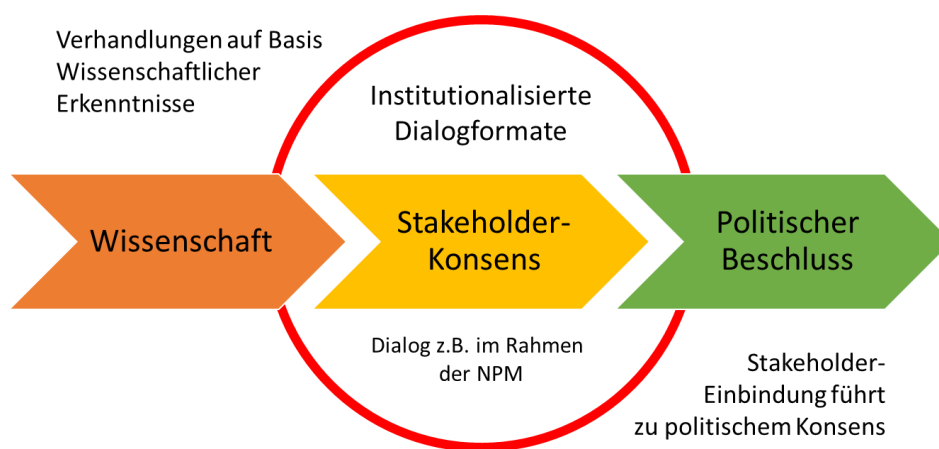 Verhandlungen auf Basis
Wissenschaftlicher
Erkenntnisse
Institutionalisierte
Dialogformate
Wissenschaft
Stakeholder-
Konsens
Politischer
Beschluss
Dialog z.B. im Rahmen
der NPM
Stakeholder-
Einbindung führt
zu politischem Konsens